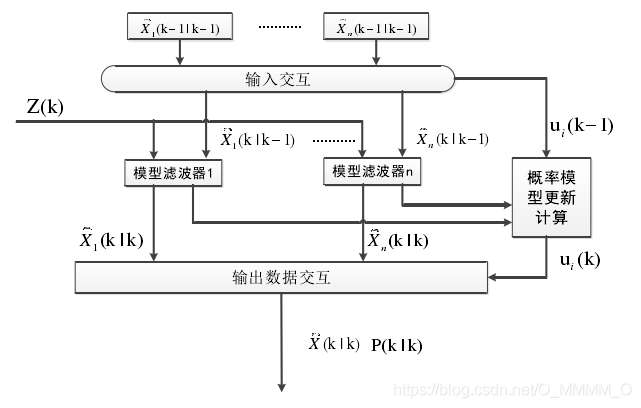 X̂₁(k-1|k-1) ............ X̂ₙ(k-1|k-1)
输入交互
Z(k)
uᵢ(k-1)
X̂₁(k|k-1) ............ X̂ₙ(k|k-1)
模型滤波器1 模型滤波器n
概率模
型更新
计算
X̂₁(k|k) X̂ₙ(k|k)
uᵢ(k)
输出数据交互
X̂(k|k) P(k|k)
https://blog.csdn.net/O_MMMM_O